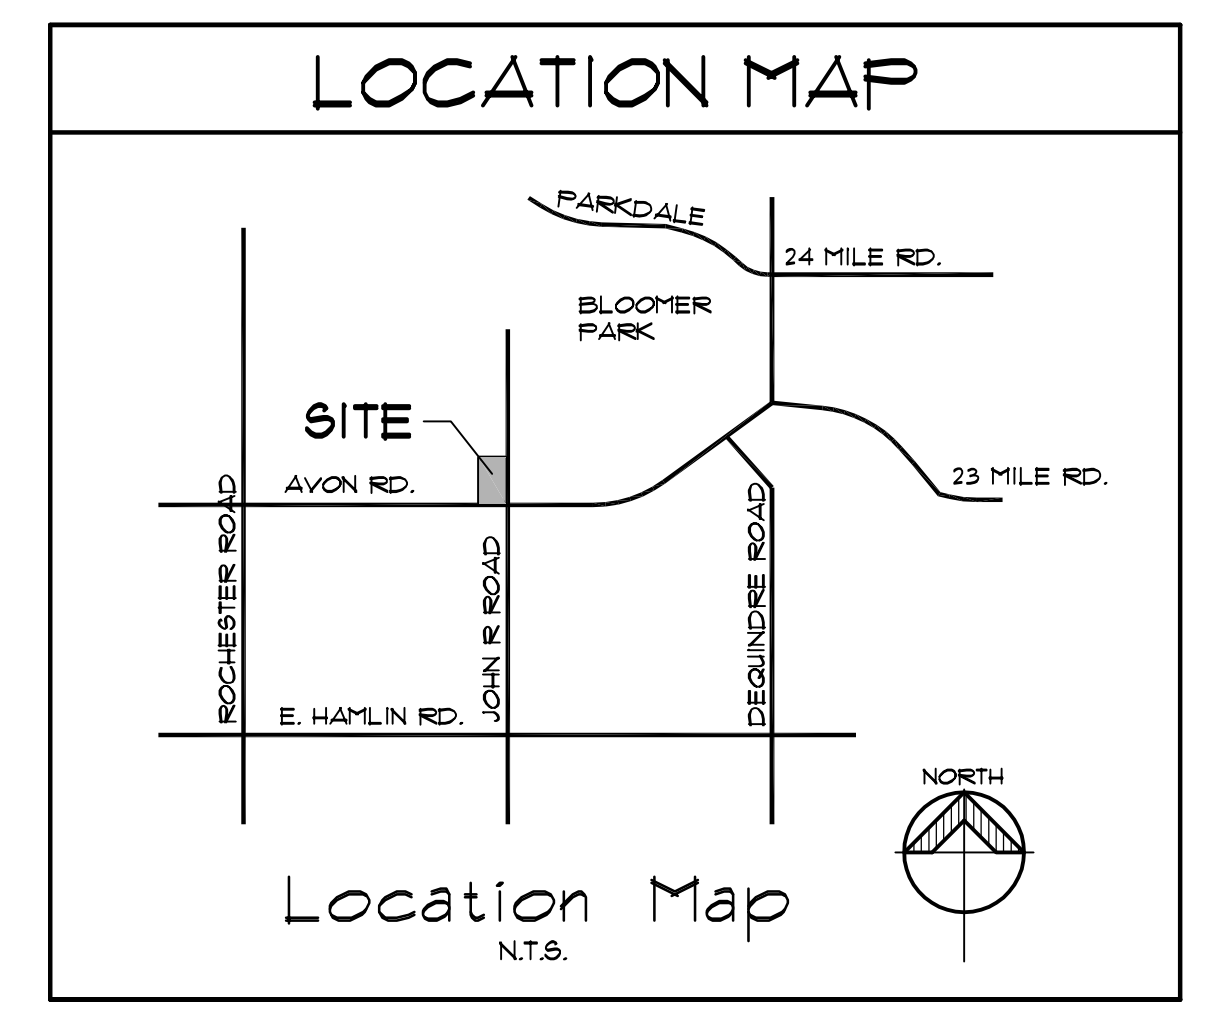 LOCATION MAP
PARKDALE
24 MILE RD.
BLOOMER
PARK
SITE
AVON RD.
23 MILE RD.
ROCHESTER ROAD
JOHN R ROAD
DEQUINDRE ROAD
E. HAMLIN RD.
NORTH
Location Map
N.T.S.